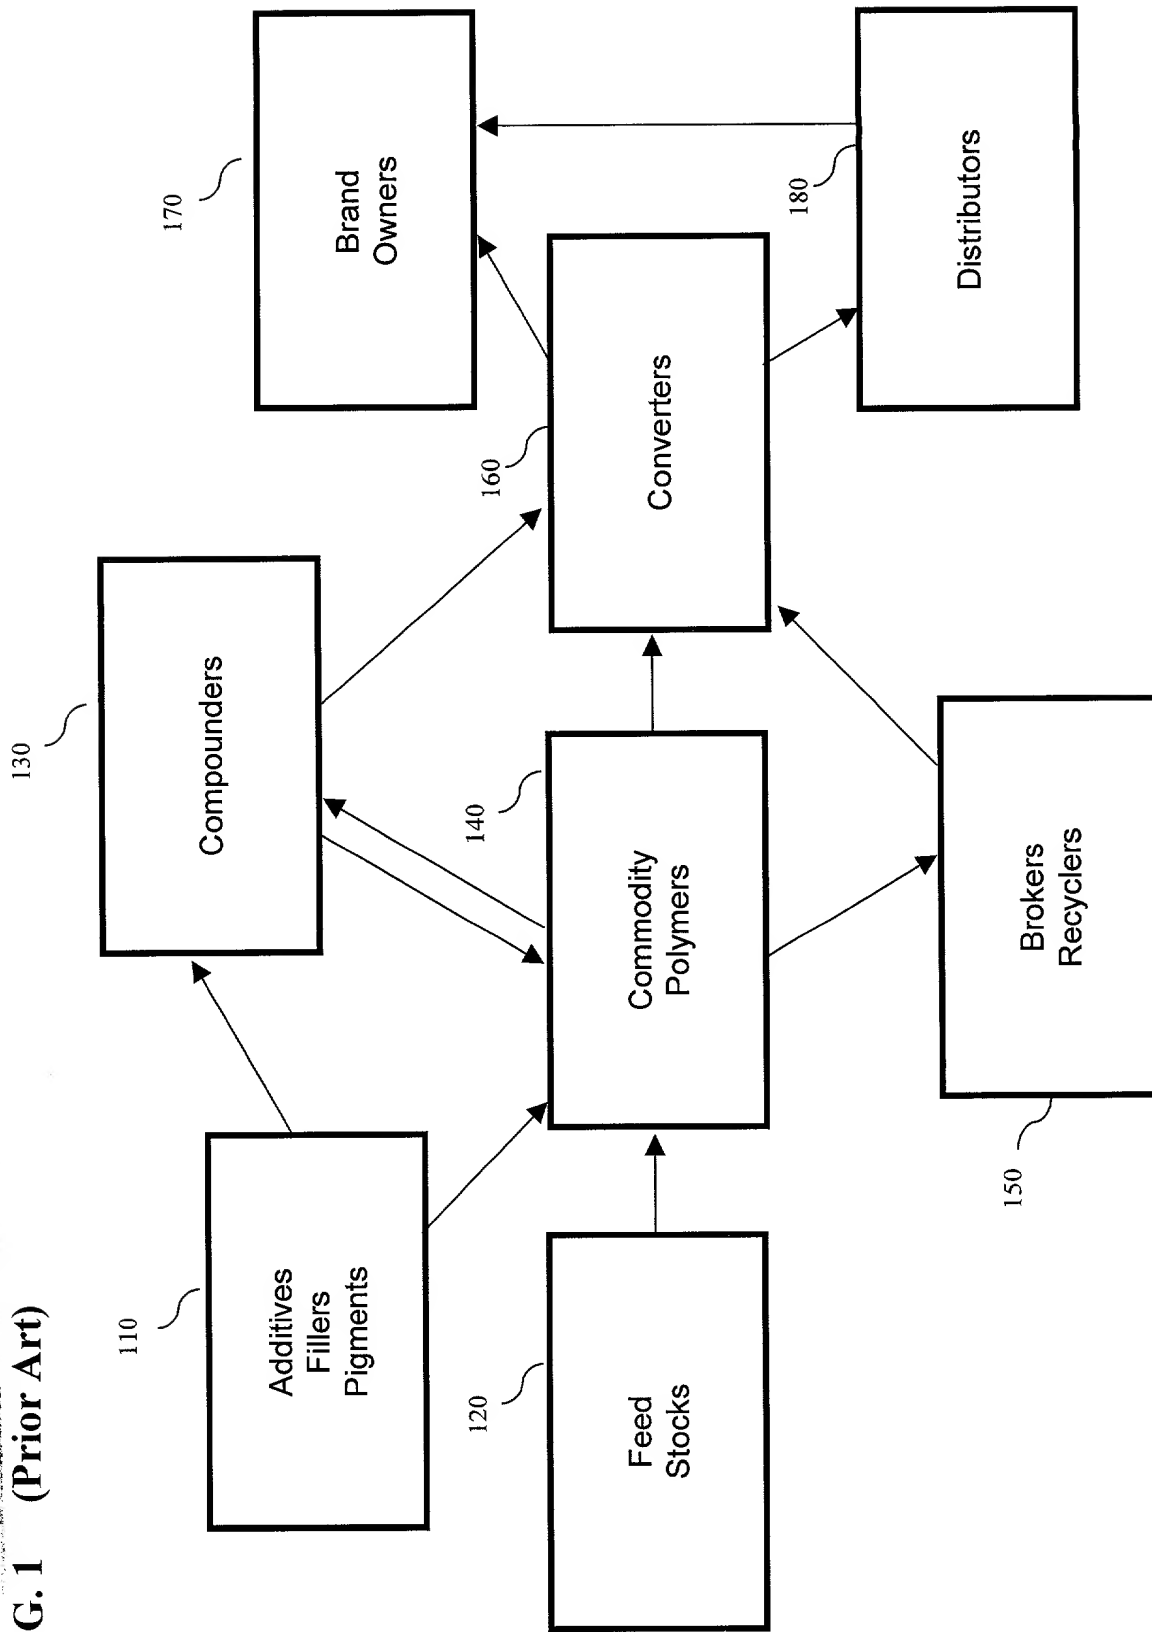 G. 1 (Prior Art)
130
Compounders
170
Brand
Owners
110
Additives
Fillers
Pigments
120
Feed
Stocks
140
Commodity
Polymers
160
Converters
180
Distributors
150
Brokers
Recyclers